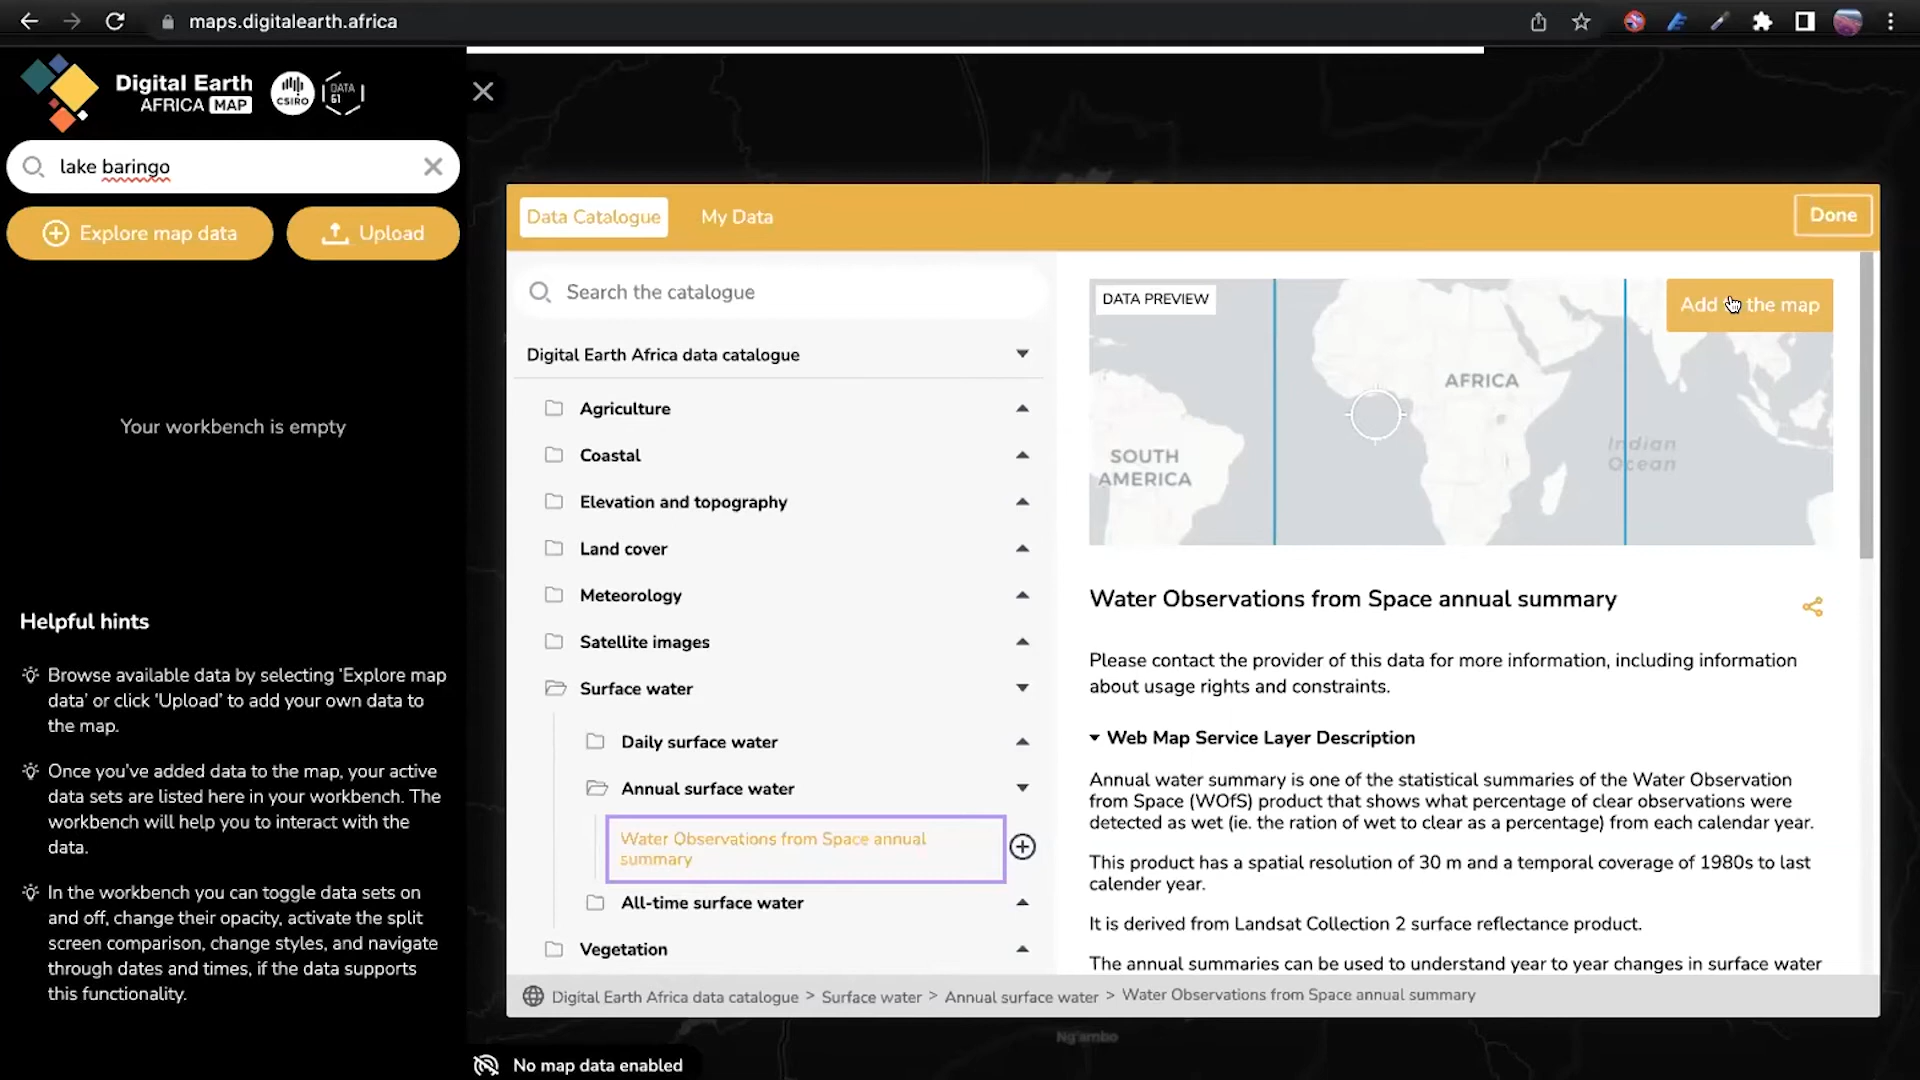 maps.digitalearth.africa
Digital Earth
AFRICA MAP
CSIRO
DATA
61
lake baringo
Explore map data
Upload
Your workbench is empty
Helpful hints
Browse available data by selecting 'Explore map
data' or click 'Upload' to add your own data to
the map.
Once you've added data to the map, your active
data sets are listed here in your workbench. The
workbench will help you to interact with the
data.
In the workbench you can toggle data sets on
and off, change their opacity, activate the split
screen comparison, change styles, and navigate
through dates and times, if the data supports
this functionality.
Data Catalogue
My Data
Done
Search the catalogue
Digital Earth Africa data catalogue
Agriculture
Coastal
Elevation and topography
Land cover
Meteorology
Satellite images
Surface water
Daily surface water
Annual surface water
Water Observations from Space annual
summary
All-time surface water
Vegetation
DATA PREVIEW
Add the map
AFRICA
SOUTH
AMERICA
Indian
Ocean
Water Observations from Space annual summary
Please contact the provider of this data for more information, including information
about usage rights and constraints.
Web Map Service Layer Description
Annual water summary is one of the statistical summaries of the Water Observation
from Space (WOfS) product that shows what percentage of clear observations were
detected as wet (ie. the ration of wet to clear as a percentage) from each calendar year.
This product has a spatial resolution of 30 m and a temporal coverage of 1980s to last
calender year.
It is derived from Landsat Collection 2 surface reflectance product.
The annual summaries can be used to understand year to year changes in surface water
Digital Earth Africa data catalogue > Surface water > Annual surface water > Water Observations from Space annual summary
Ng'ambo
No map data enabled